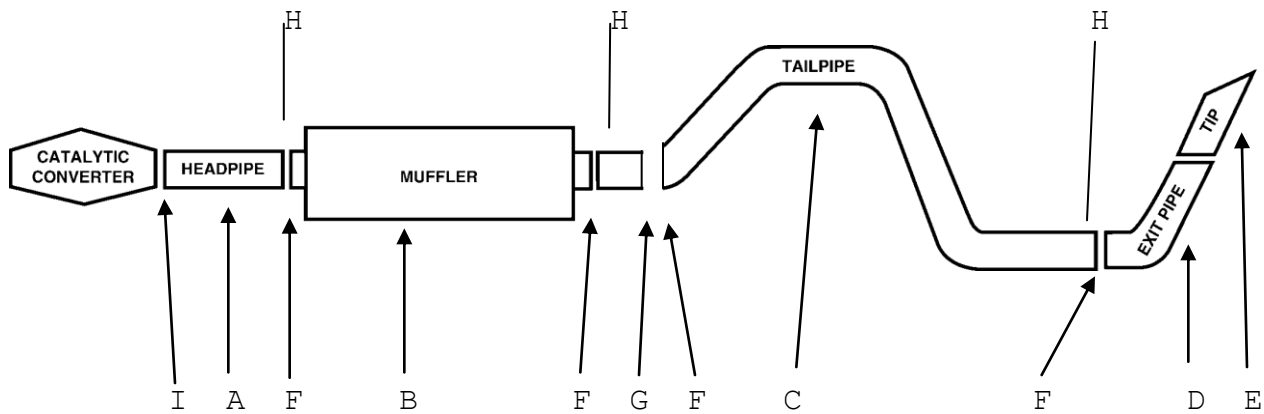 H H H
TAILPIPE
TIP
CATALYTIC
CONVERTER
HEADPIPE
MUFFLER
EXIT PIPE
I A F B F G F C F D E